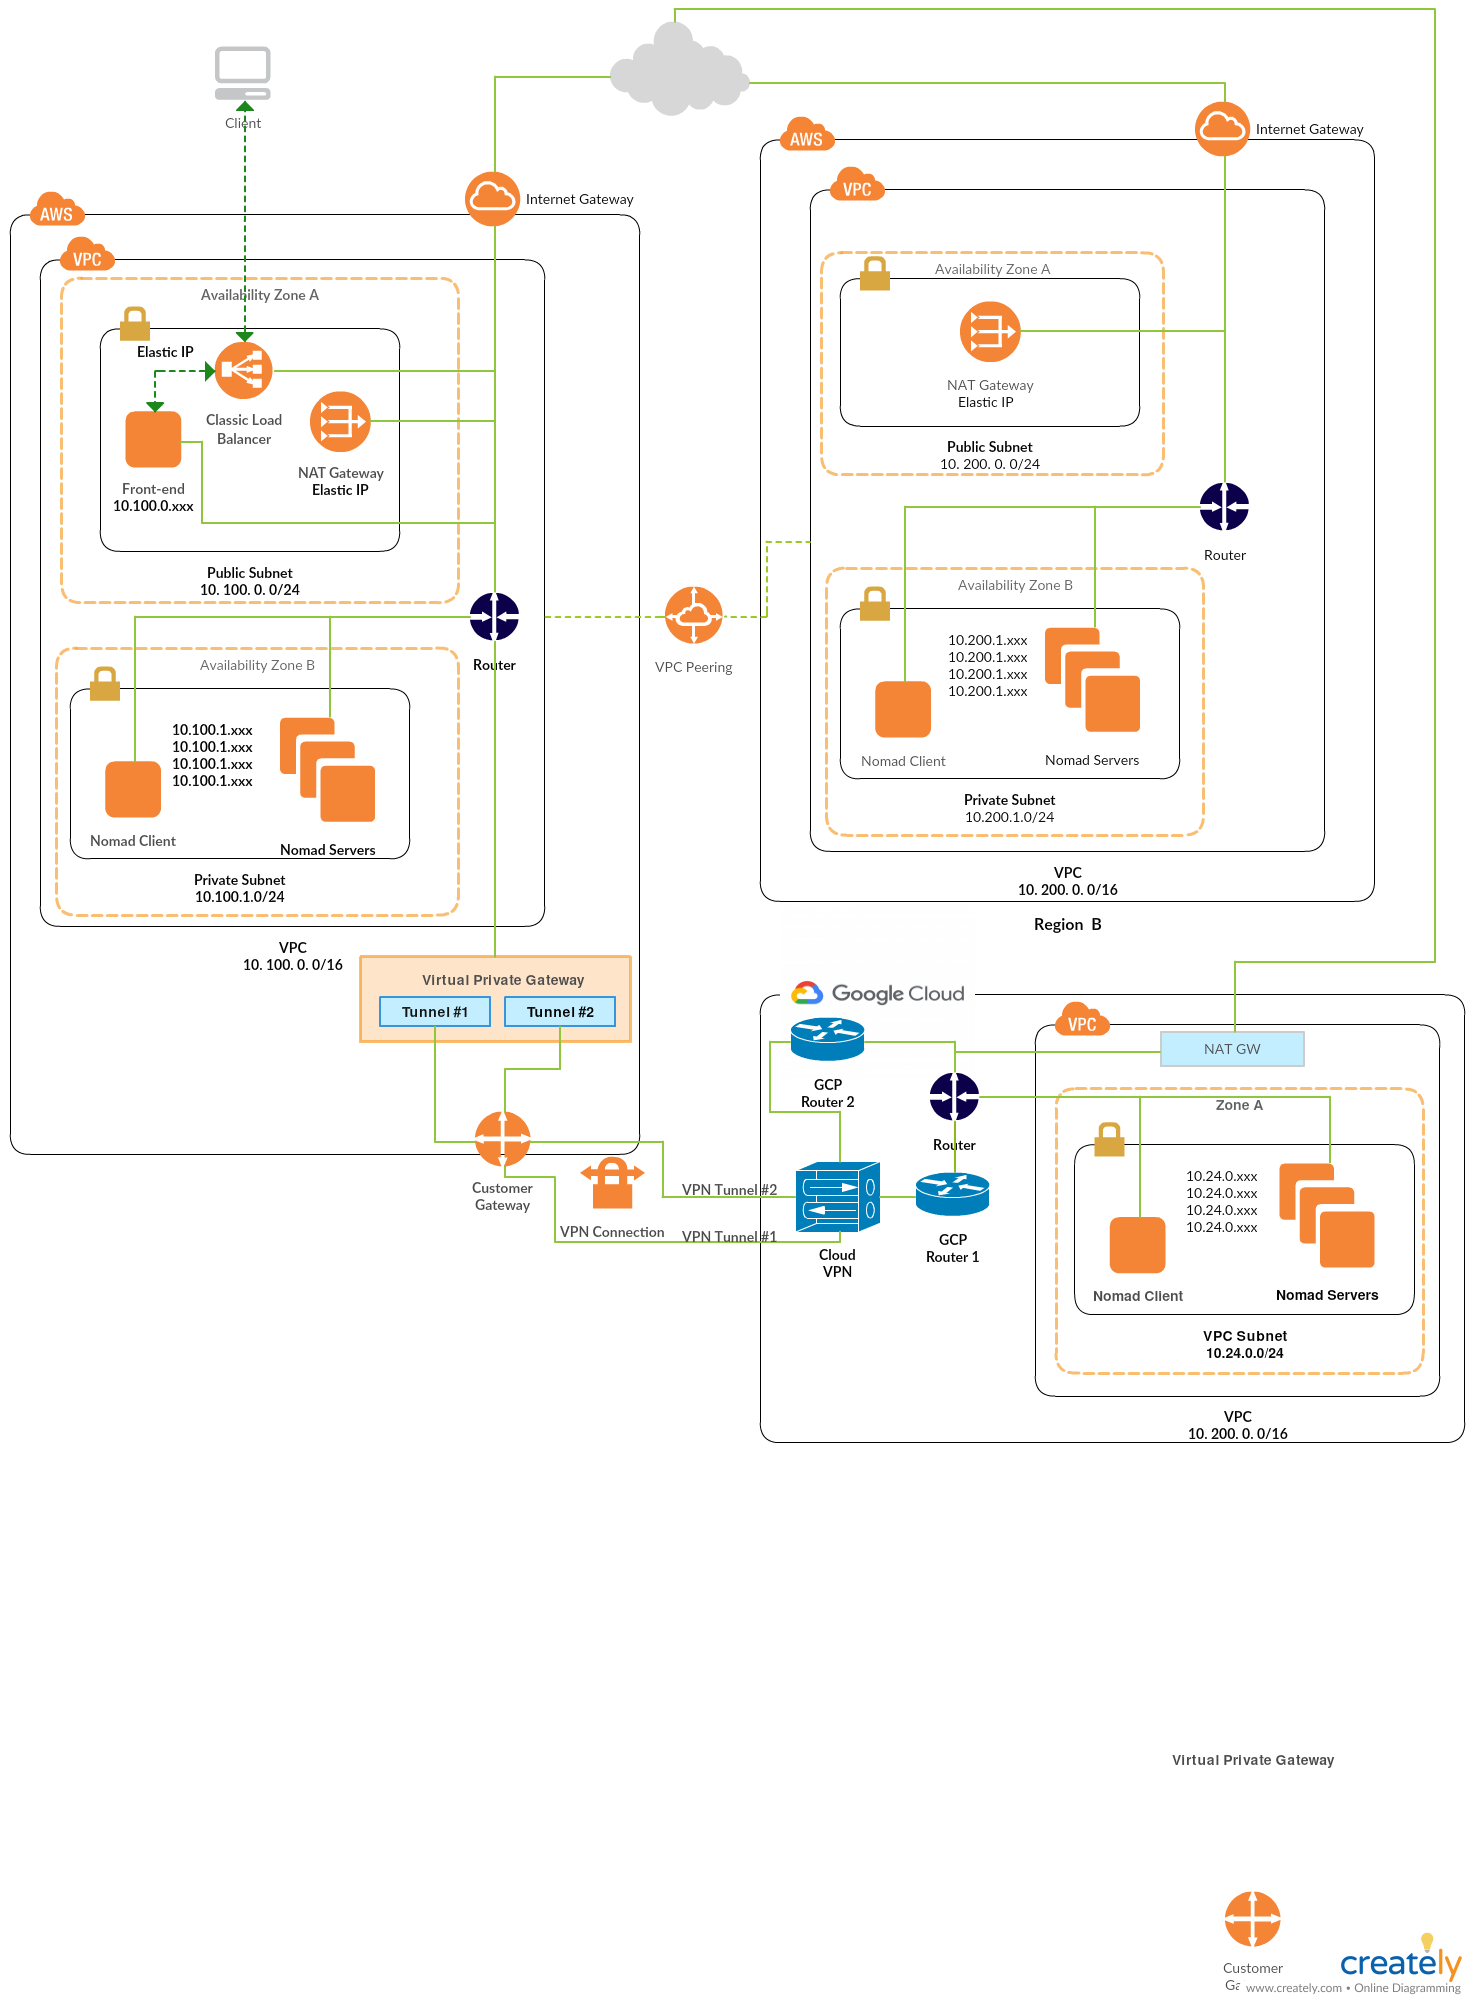 Client
AWS
Internet Gateway
VPC
Availability Zone A
Elastic IP
Classic Load
Balancer
NAT Gateway
Elastic IP
Front-end
10.100.0.xxx
Public Subnet
10. 100. 0. 0/24
Router
Availability Zone B
10.100.1.xxx
10.100.1.xxx
10.100.1.xxx
10.100.1.xxx
Nomad Client
Nomad Servers
Private Subnet
10.100.1.0/24
VPC
10. 100. 0. 0/16
VPC Peering
AWS
Internet Gateway
VPC
Availability Zone A
NAT Gateway
Elastic IP
Public Subnet
10. 200. 0. 0/24
Router
Availability Zone B
10.200.1.xxx
10.200.1.xxx
10.200.1.xxx
10.200.1.xxx
Nomad Client
Nomad Servers
Private Subnet
10.200.1.0/24
VPC
10. 200. 0. 0/16
Region B
Virtual Private Gateway
Tunnel #1
Tunnel #2
Customer
Gateway
VPN Connection
VPN Tunnel #2
VPN Tunnel #1
Google Cloud
GCP
Router 2
Router
Cloud
VPN
GCP
Router 1
VPC
NAT GW
Zone A
10.24.0.xxx
10.24.0.xxx
10.24.0.xxx
10.24.0.xxx
Nomad Client
Nomad Servers
VPC Subnet
10.24.0.0/24
VPC
10. 200. 0. 0/16
Virtual Private Gateway
Customer
creately
www.creately.com • Online Diagramming